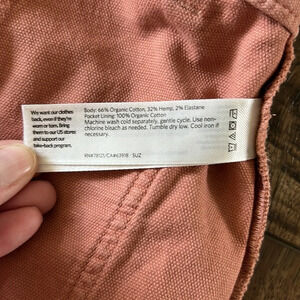 We want our clothes
back, even if they're
worn or torn. Bring
them to our US stores
and support our
take-back program.
Body: 66% Organic Cotton, 32% Hemp, 2% Elastane
Pocket Lining: 100% Organic Cotton
Machine wash cold separately, gentle cycle. Use non-
chlorine bleach as needed. Tumble dry low. Cool iron if
necessary.
SUZ